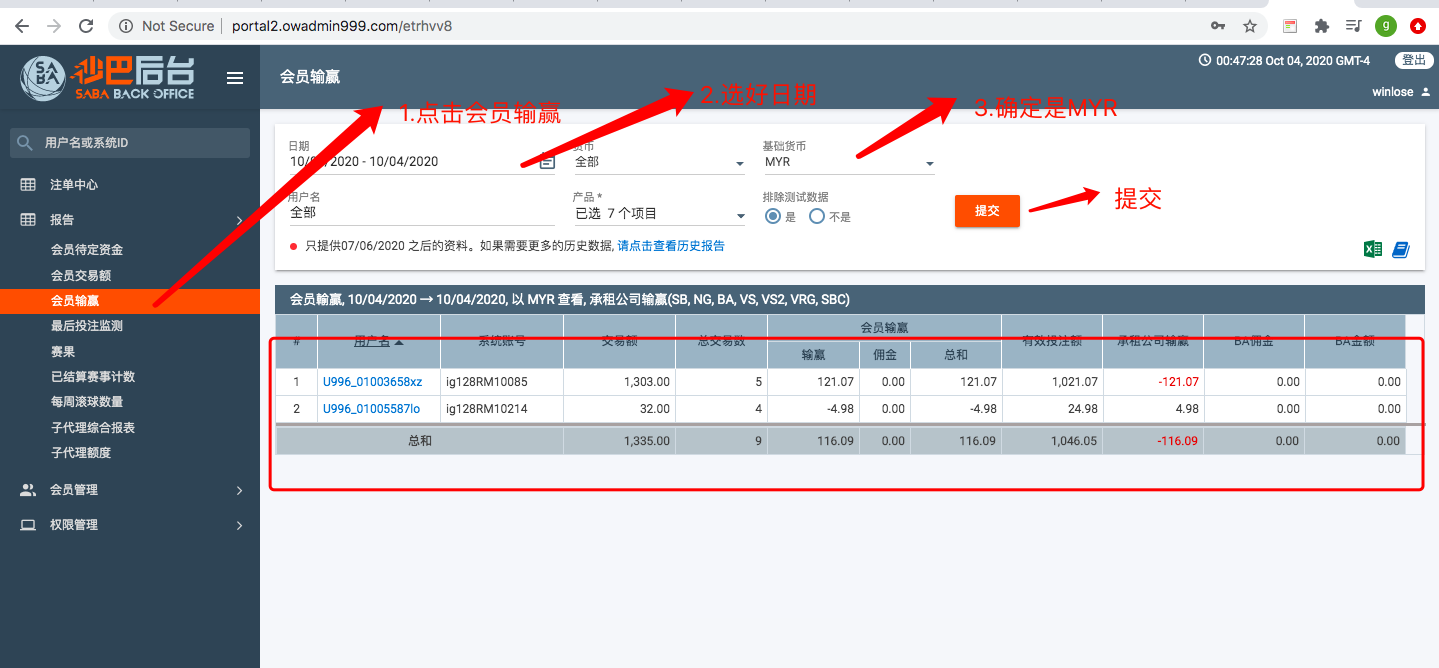 Not Secure portal2.owadmin999.com/etrhvv8
g
SABA
沙巴后台
SABA BACK OFFICE
会员输赢
00:47:28 Oct 04, 2020 GMT-4 登出
winlose
1.点击会员输赢
2.选好日期
3.确定是MYR
用户名或系统ID
注单中心
报告
会员待定资金
会员交易额
会员输赢
最后投注监测
赛果
已结算赛事计数
每周滚球数量
子代理综合报表
子代理额度
会员管理
权限管理
日期 货币 基础货币
2020 - 10/04/2020 全部 MYR
用户名 产品 * 排除测试数据
全部 已选 7 个项目 是 不是 提交 提交
只提供07/06/2020 之后的资料。如果需要更多的历史数据, 请点击查看历史报告
会员输赢, 10/04/2020 → 10/04/2020, 以 MYR 查看, 承租公司输赢(SB, NG, BA, VS, VS2, VRG, SBC)
# 用户名 系统账号 交易额 总交易数 会员输赢 有效投注额 承租公司输赢 BA佣金 BA金额
输赢 佣金 总和
1 U996_01003658xz ig128RM10085 1,303.00 5 121.07 0.00 121.07 1,021.07 -121.07 0.00 0.00
2 U996_01005587lo ig128RM10214 32.00 4 -4.98 0.00 -4.98 24.98 4.98 0.00 0.00
总和 1,335.00 9 116.09 0.00 116.09 1,046.05 -116.09 0.00 0.00